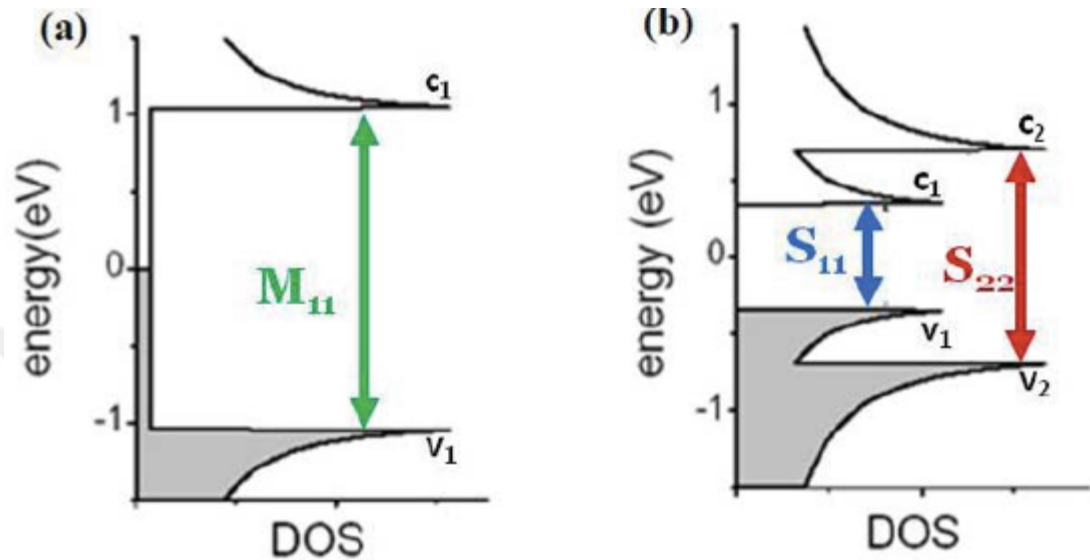 (a)
energy(eV)
1
0
-1
c₁
M₁₁
v₁
DOS
(b)
energy (eV)
1
0
-1
c₂
c₁
S₁₁
S₂₂
v₁
v₂
DOS